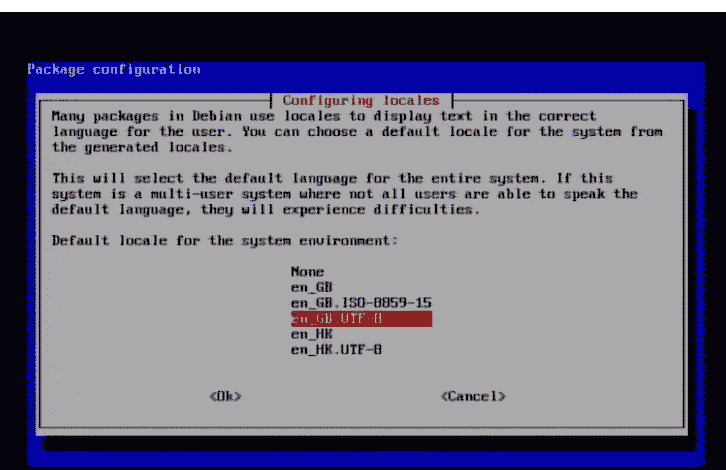 Package configuration
Configuring locales
Many packages in Debian use locales to display text in the correct
language for the user. You can choose a default locale for the system from
the generated locales.
This will select the default language for the entire system. If this
system is a multi-user system where not all users are able to speak the
default language, they will experience difficulties.
Default locale for the system environment:
None
en_GB
en_GB.ISO-8859-15
en_GB.UTF-8
en_HK
en_HK.UTF-8
<Ok> <Cancel>